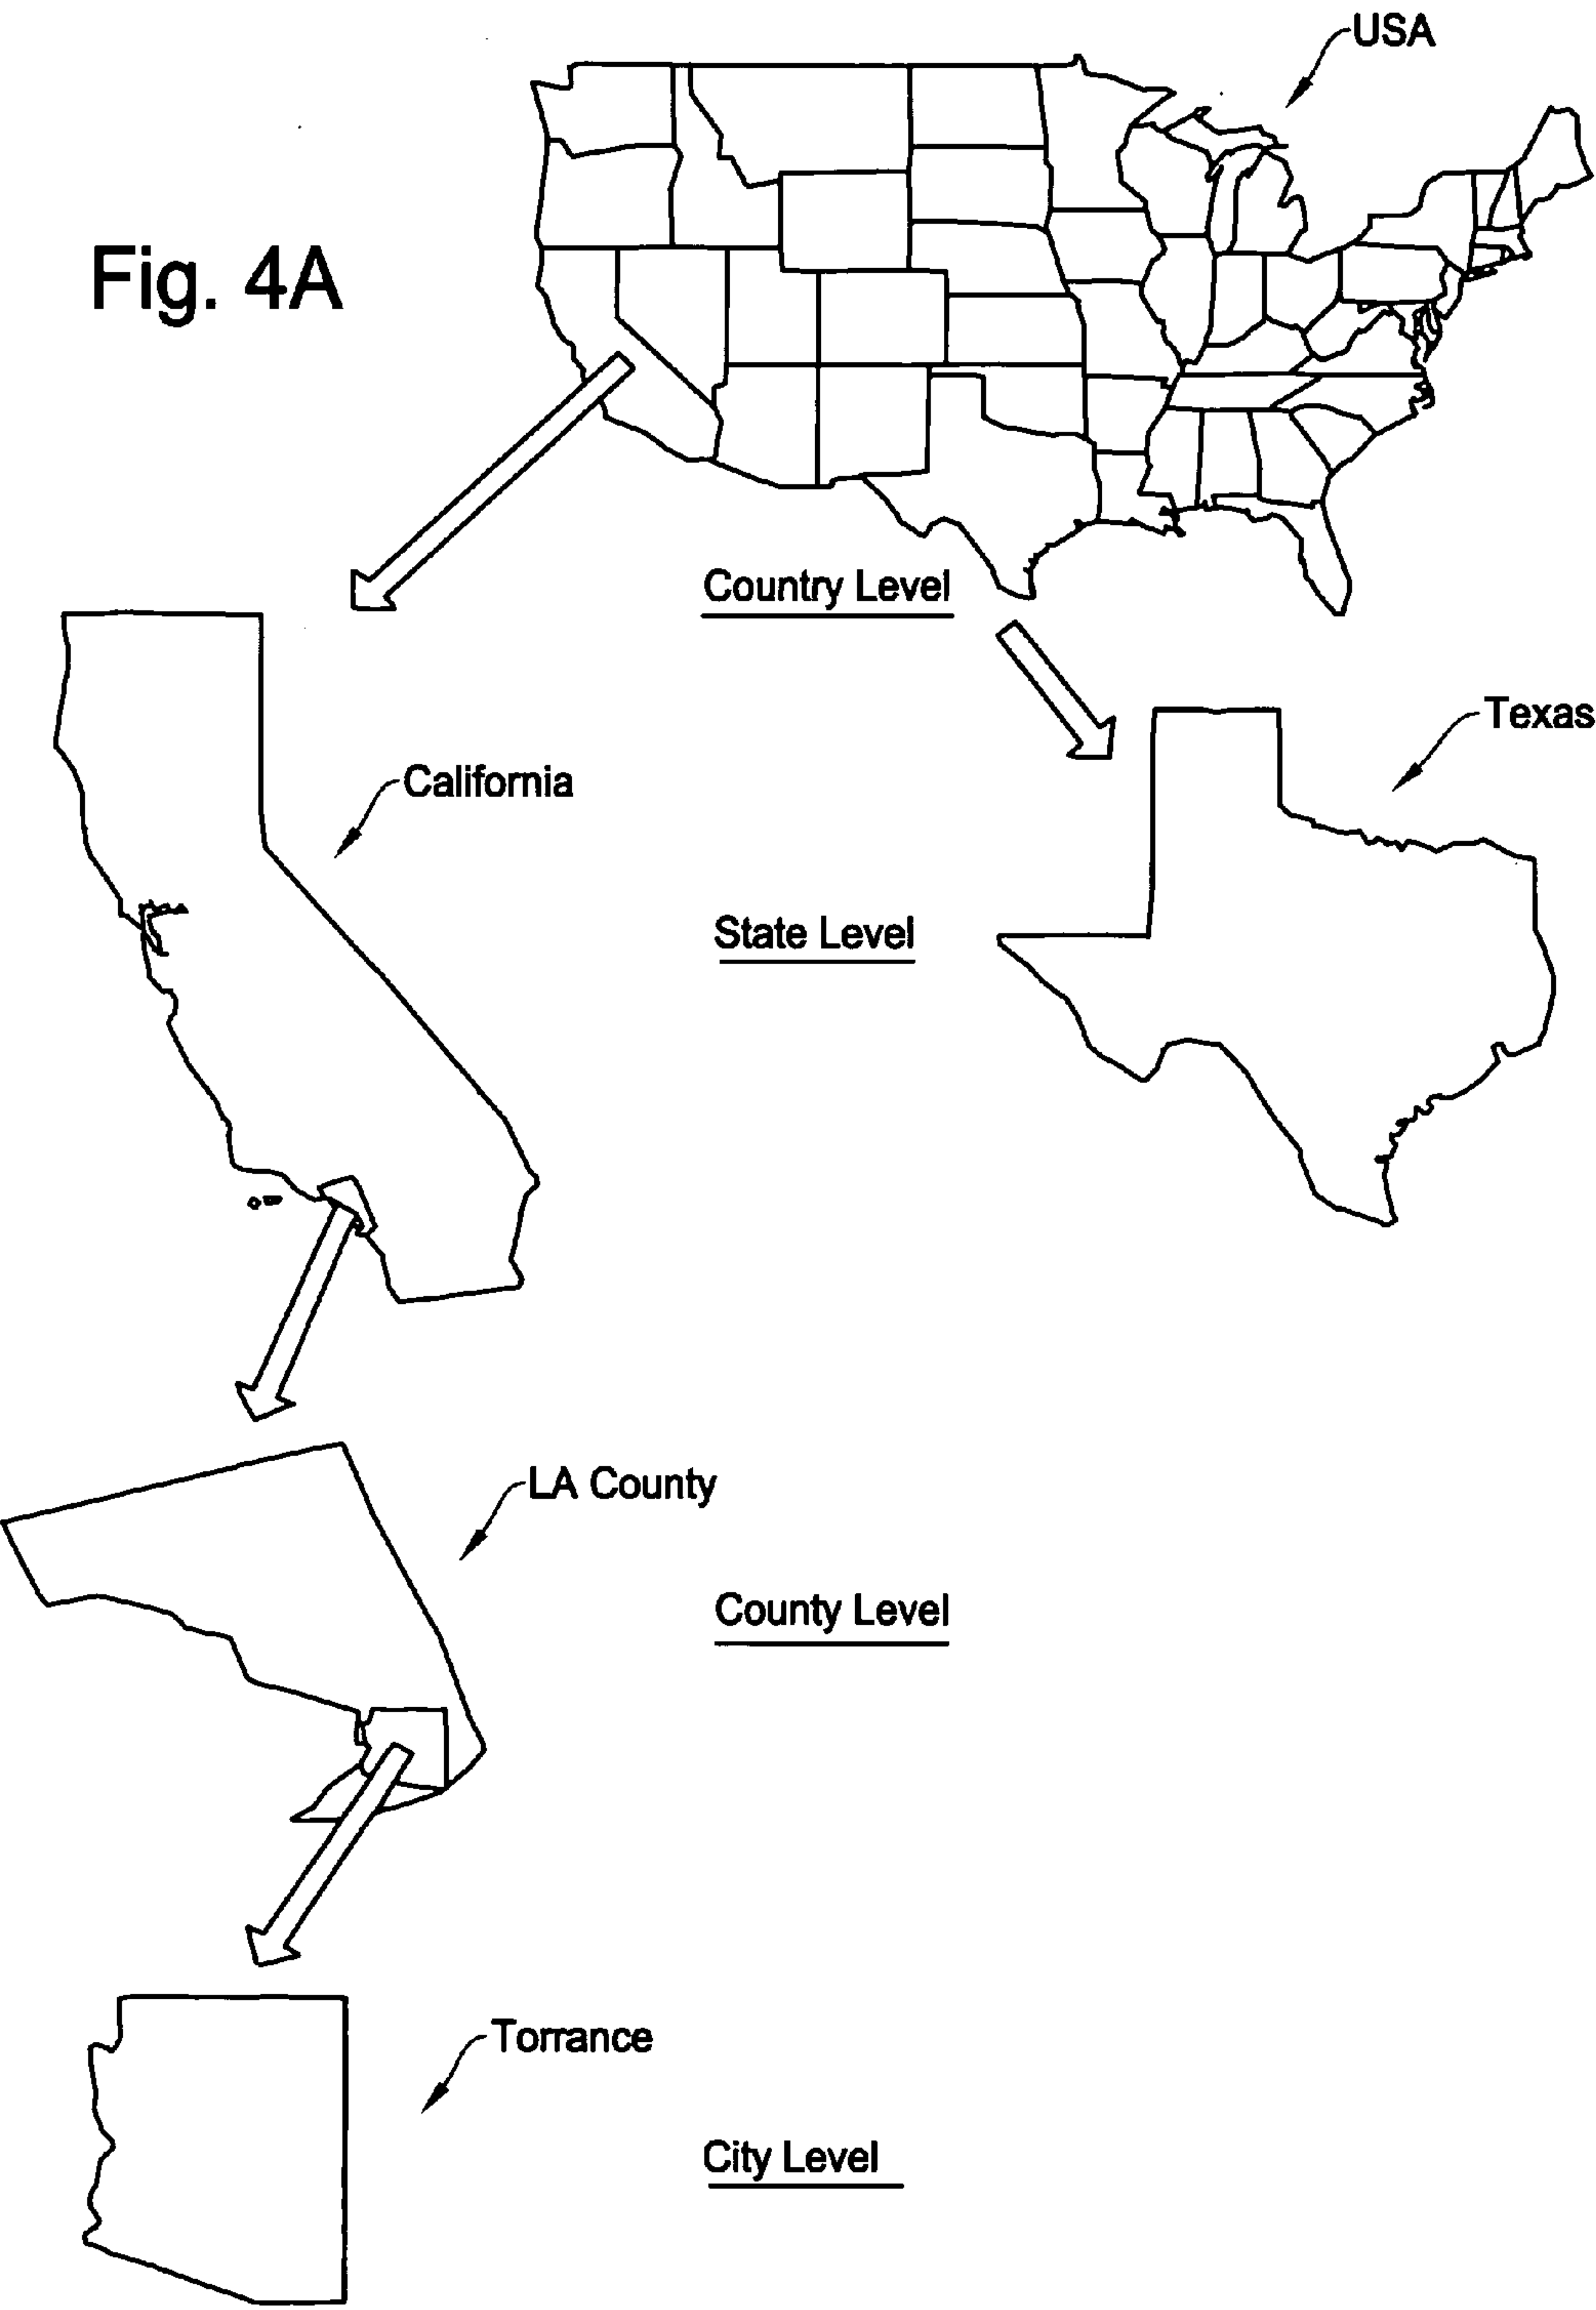 USA
Fig. 4A
Country Level
Texas
California
State Level
LA County
County Level
Torrance
City Level